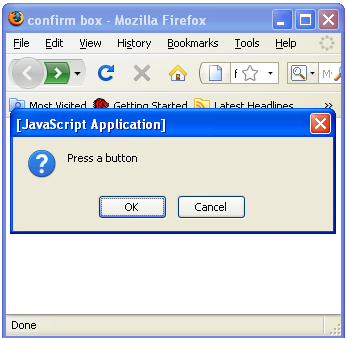 confirm box - Mozilla Firefox
File Edit View History Bookmarks Tools Help
f
Most Visited Getting Started Latest Headlines »
[JavaScript Application]
Press a button
OK Cancel
Done